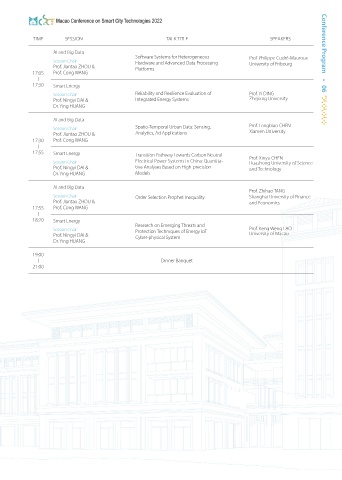 Macao Conference on Smart City Technologies 2022
Conference Program • 06
TIME SESSION TALK TITLE SPEAKERS
17:05
|
17:30
AI and Big Data
Session Chair
Prof. Jiantao ZHOU &
Prof. Cong WANG
Software Systems for Heterogeneous
Hardware and Advanced Data Processing
Platforms
Prof. Philippe Cudré-Mauroux
University of Fribourg
Smart Energy
Session Chair
Prof. Ningyi DAI &
Dr. Ying HUANG
Reliability and Resilience Evaluation of
Integrated Energy Systems
Prof. Yi DING
Zhejiang University
17:30
|
17:55
AI and Big Data
Session Chair
Prof. Jiantao ZHOU &
Prof. Cong WANG
Spatio-Temporal Urban Data: Sensing,
Analytics, Ad Applications
Prof. Longbiao CHEN
Xiamen University
Smart Energy
Session Chair
Prof. Ningyi DAI &
Dr. Ying HUANG
Transition Pathway towards Carbon Neutral
Electrical Power Systems in China: Quantita-
tive Analyses Based on High-precision
Models
Prof. Xinyu CHEN
Huazhong University of Science
and Technology
17:55
|
18:20
AI and Big Data
Session Chair
Prof. Jiantao ZHOU &
Prof. Cong WANG
Order Selection Prophet Inequality
Prof. Zhihao TANG
Shanghai University of Finance
and Economics
Smart Energy
Session Chair
Prof. Ningyi DAI &
Dr. Ying HUANG
Research on Emerging Threats and
Protection Techniques of Energy IoT
Cyber-physical System
Prof. Keng Weng LAO
University of Macau
19:00
|
21:00
Dinner Banquet